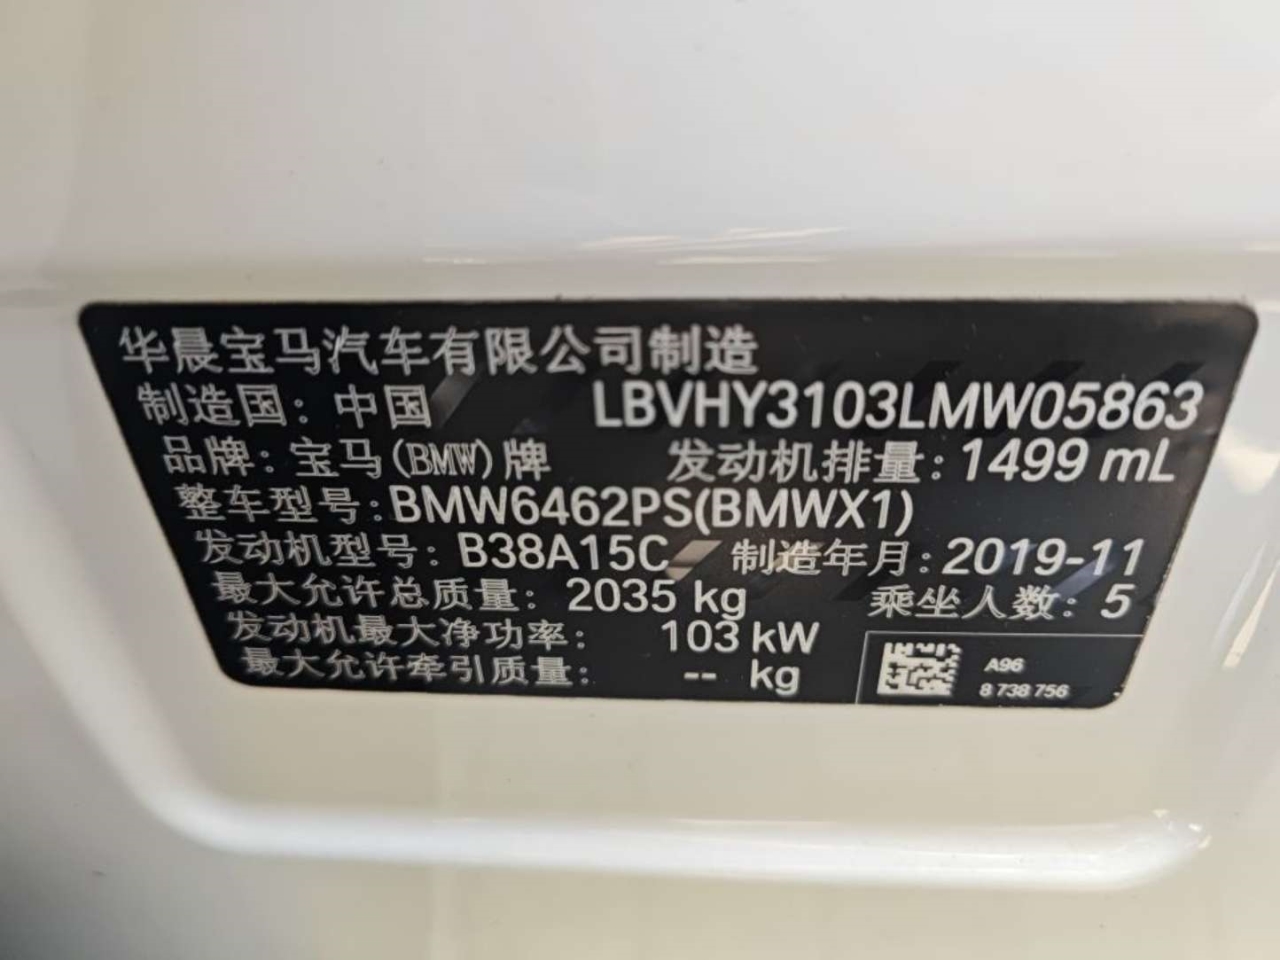 华晨宝马汽车有限公司制造
制造国: 中国 LBVHY3103LMW05863
品牌: 宝马(BMW)牌 发动机排量: 1499 mL
整车型号: BMW6462PS(BMWX1)
发动机型号: B38A15C 制造年月: 2019-11
最大允许总质量: 2035 kg 乘坐人数: 5
发动机最大净功率: 103 kW
最大允许牵引质量: -- kg
A96
8 738 756